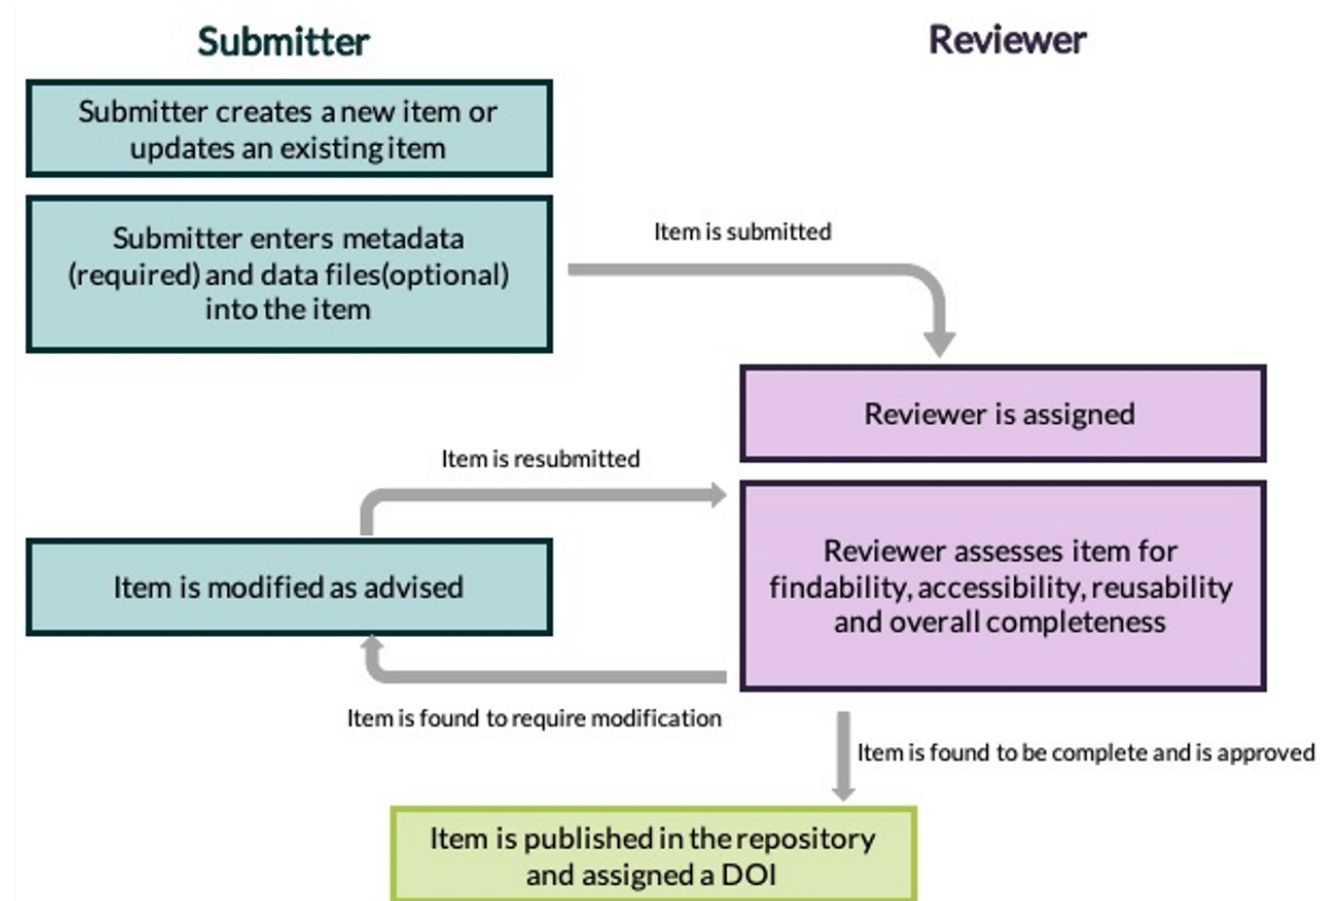 Submitter
Reviewer
Submitter creates a new item or
updates an existing item
Submitter enters metadata
(required) and data files(optional)
into the item
Item is submitted
Reviewer is assigned
Item is resubmitted
Reviewer assesses item for
findability, accessibility, reusability
and overall completeness
Item is modified as advised
Item is found to require modification
Item is found to be complete and is approved
Item is published in the repository
and assigned a DOI